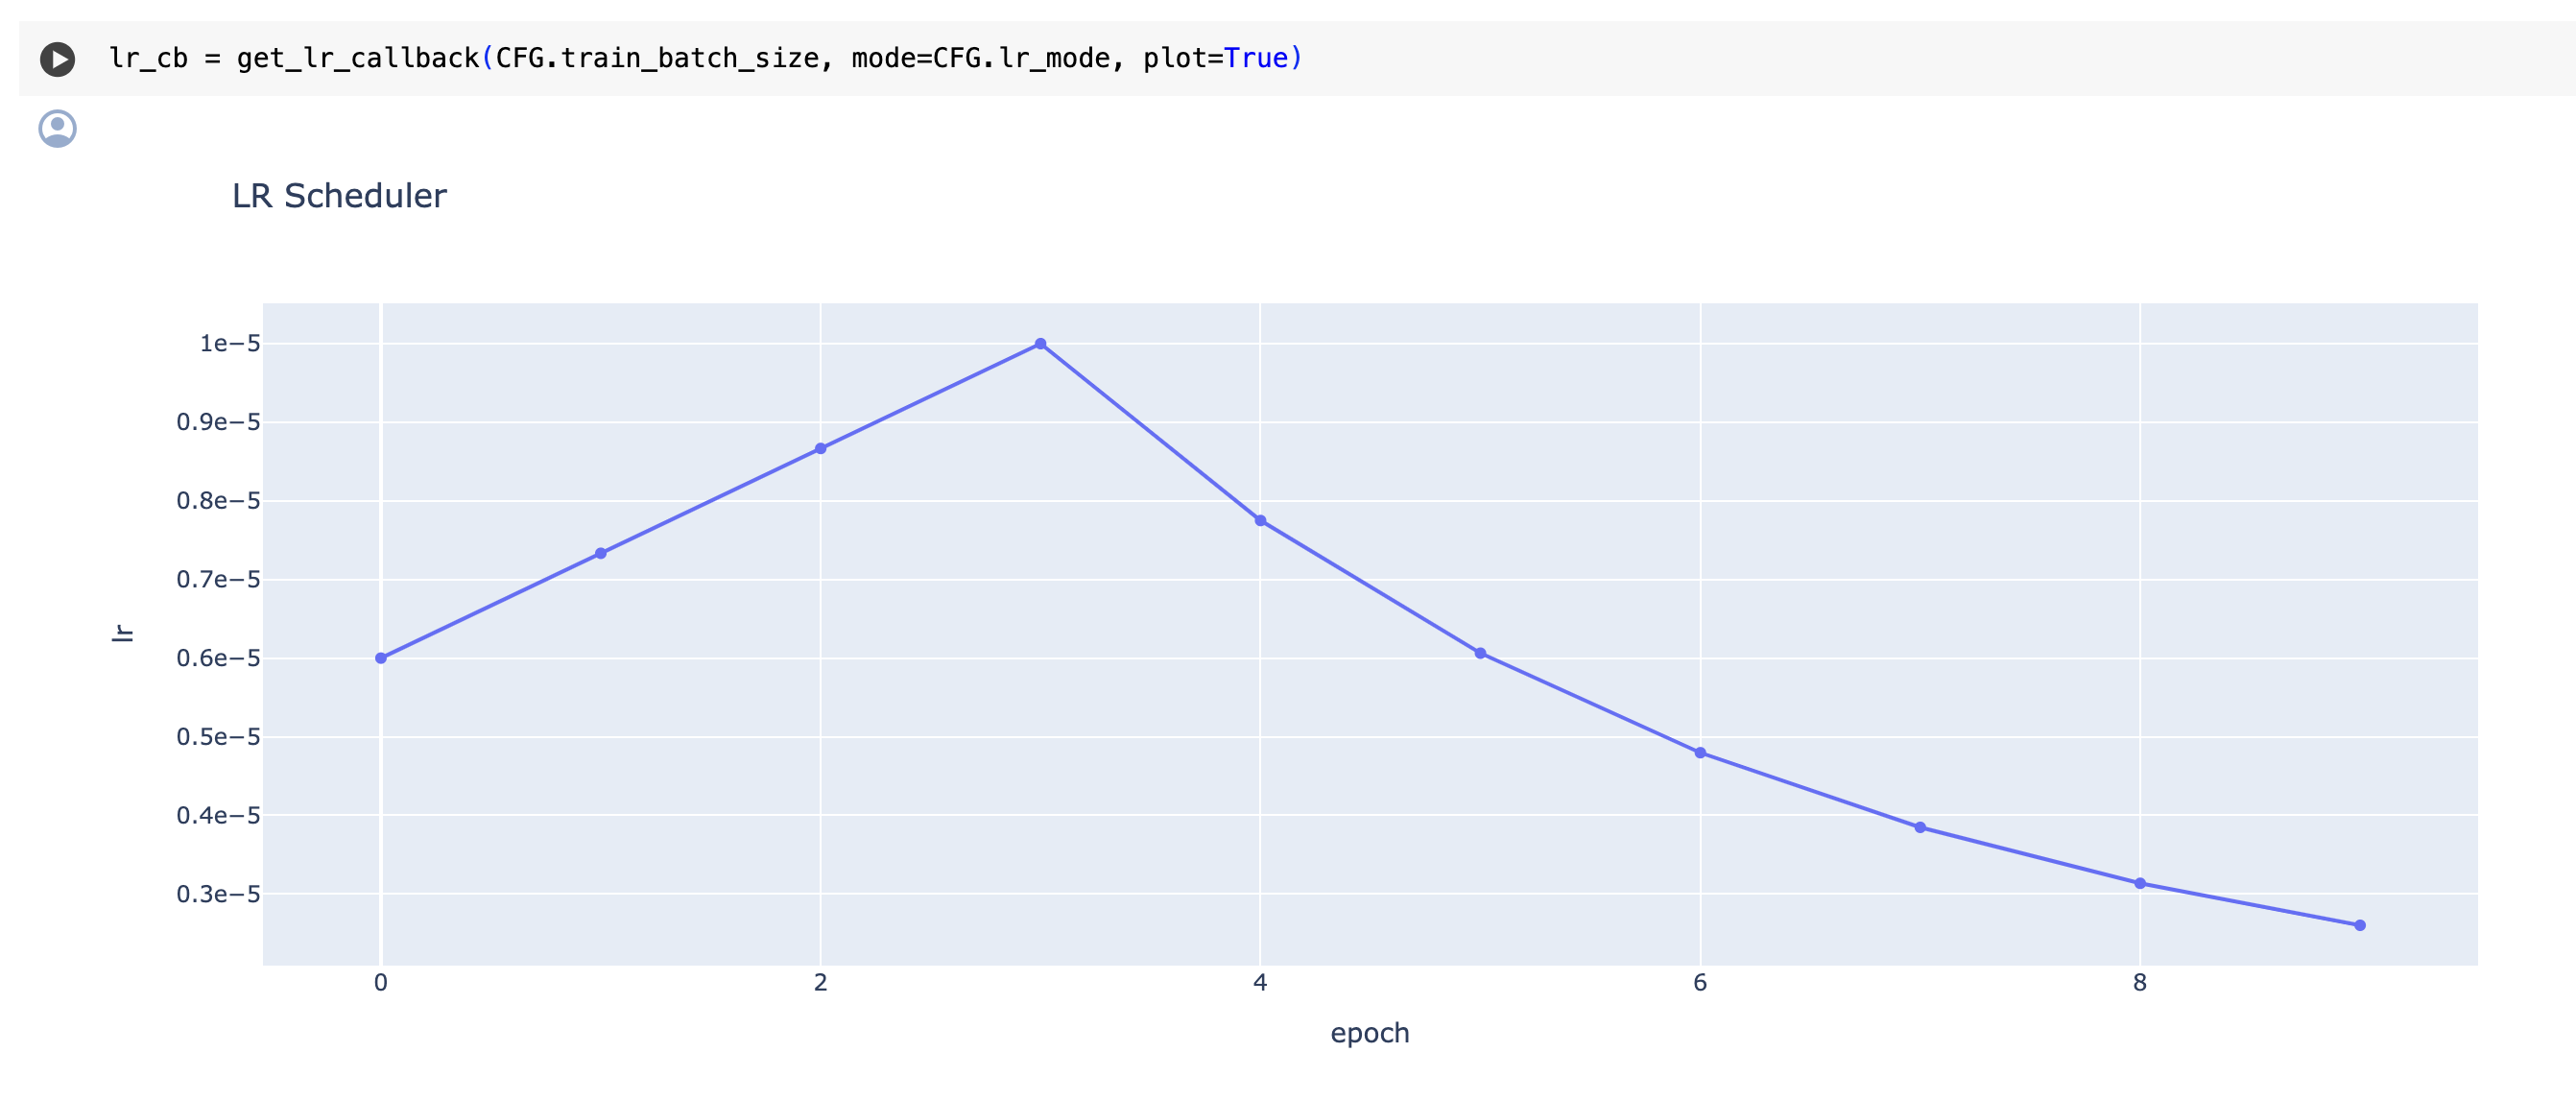 lr_cb = get_lr_callback(CFG.train_batch_size, mode=CFG.lr_mode, plot=True)
LR Scheduler
1e−5
0.9e−5
0.8e−5
0.7e−5
0.6e−5
0.5e−5
0.4e−5
0.3e−5
lr
0 2 4 6 8
epoch